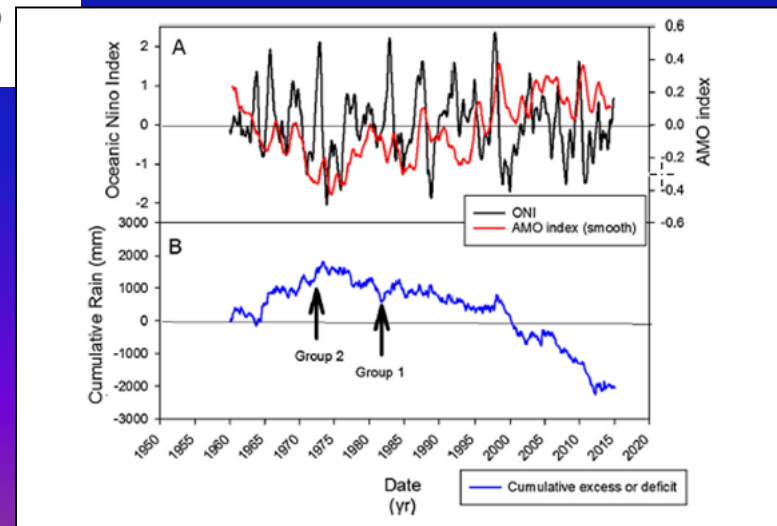 A
Oceanic Nino Index
2
1
0
-1
-2
0.6
0.4
0.2
0.0
-0.2
-0.4
-0.6
AMO index
ONI
AMO index (smooth)
B
Cumulative Rain (mm)
3000
2000
1000
0
-1000
-2000
-3000
Group 2
Group 1
1950
1955
1960
1965
1970
1975
1980
1985
1990
1995
2000
2005
2010
2015
2020
Date
(yr)
Cumulative excess or deficit